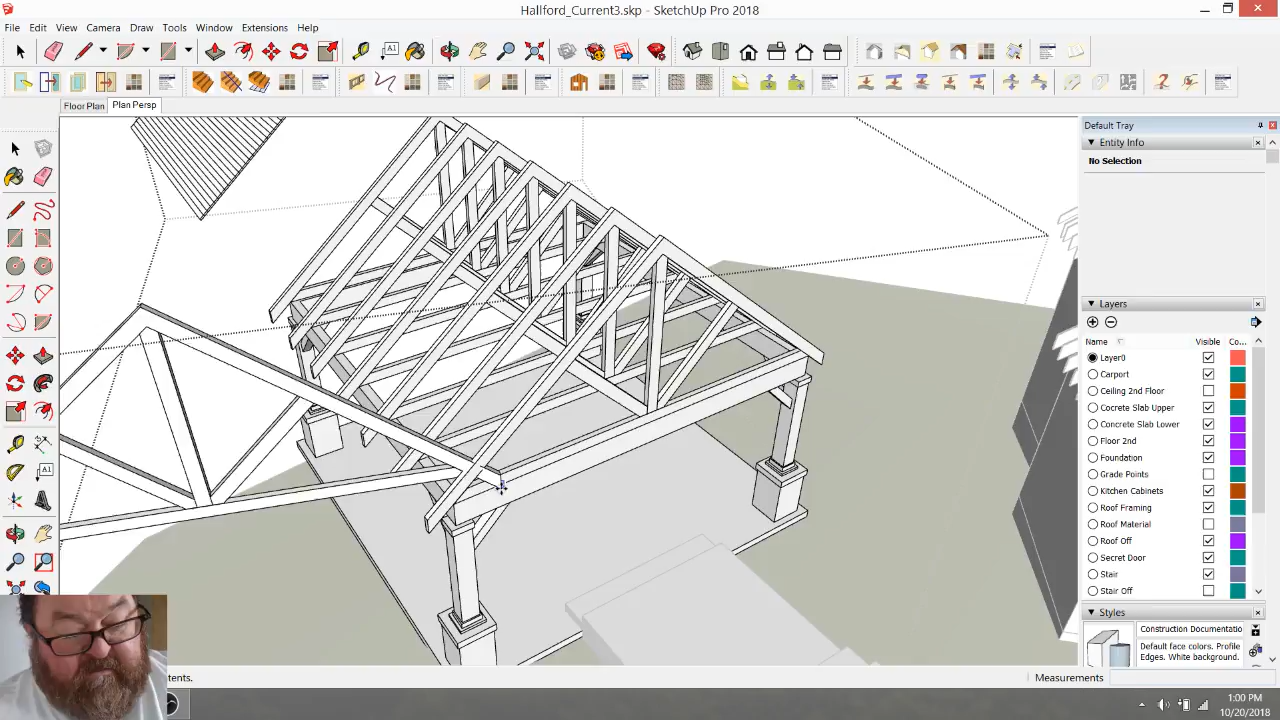 Hallford_Current3.skp - SketchUp Pro 2018
File Edit View Camera Draw Tools Window Extensions Help
Floor Plan Plan Persp
Default Tray
Entity Info
No Selection
Layers
Name Visible Co...
Layer0
Carport
Ceiling 2nd Floor
Cocrete Slab Upper
Concrete Slab Lower
Floor 2nd
Foundation
Grade Points
Kitchen Cabinets
Roof Framing
Roof Material
Roof Off
Secret Door
Stair
Stair Off
Styles
Construction Documentatio
Default face colors. Profile
Edges. White background.
tents.
Measurements
1:00 PM
10/20/2018